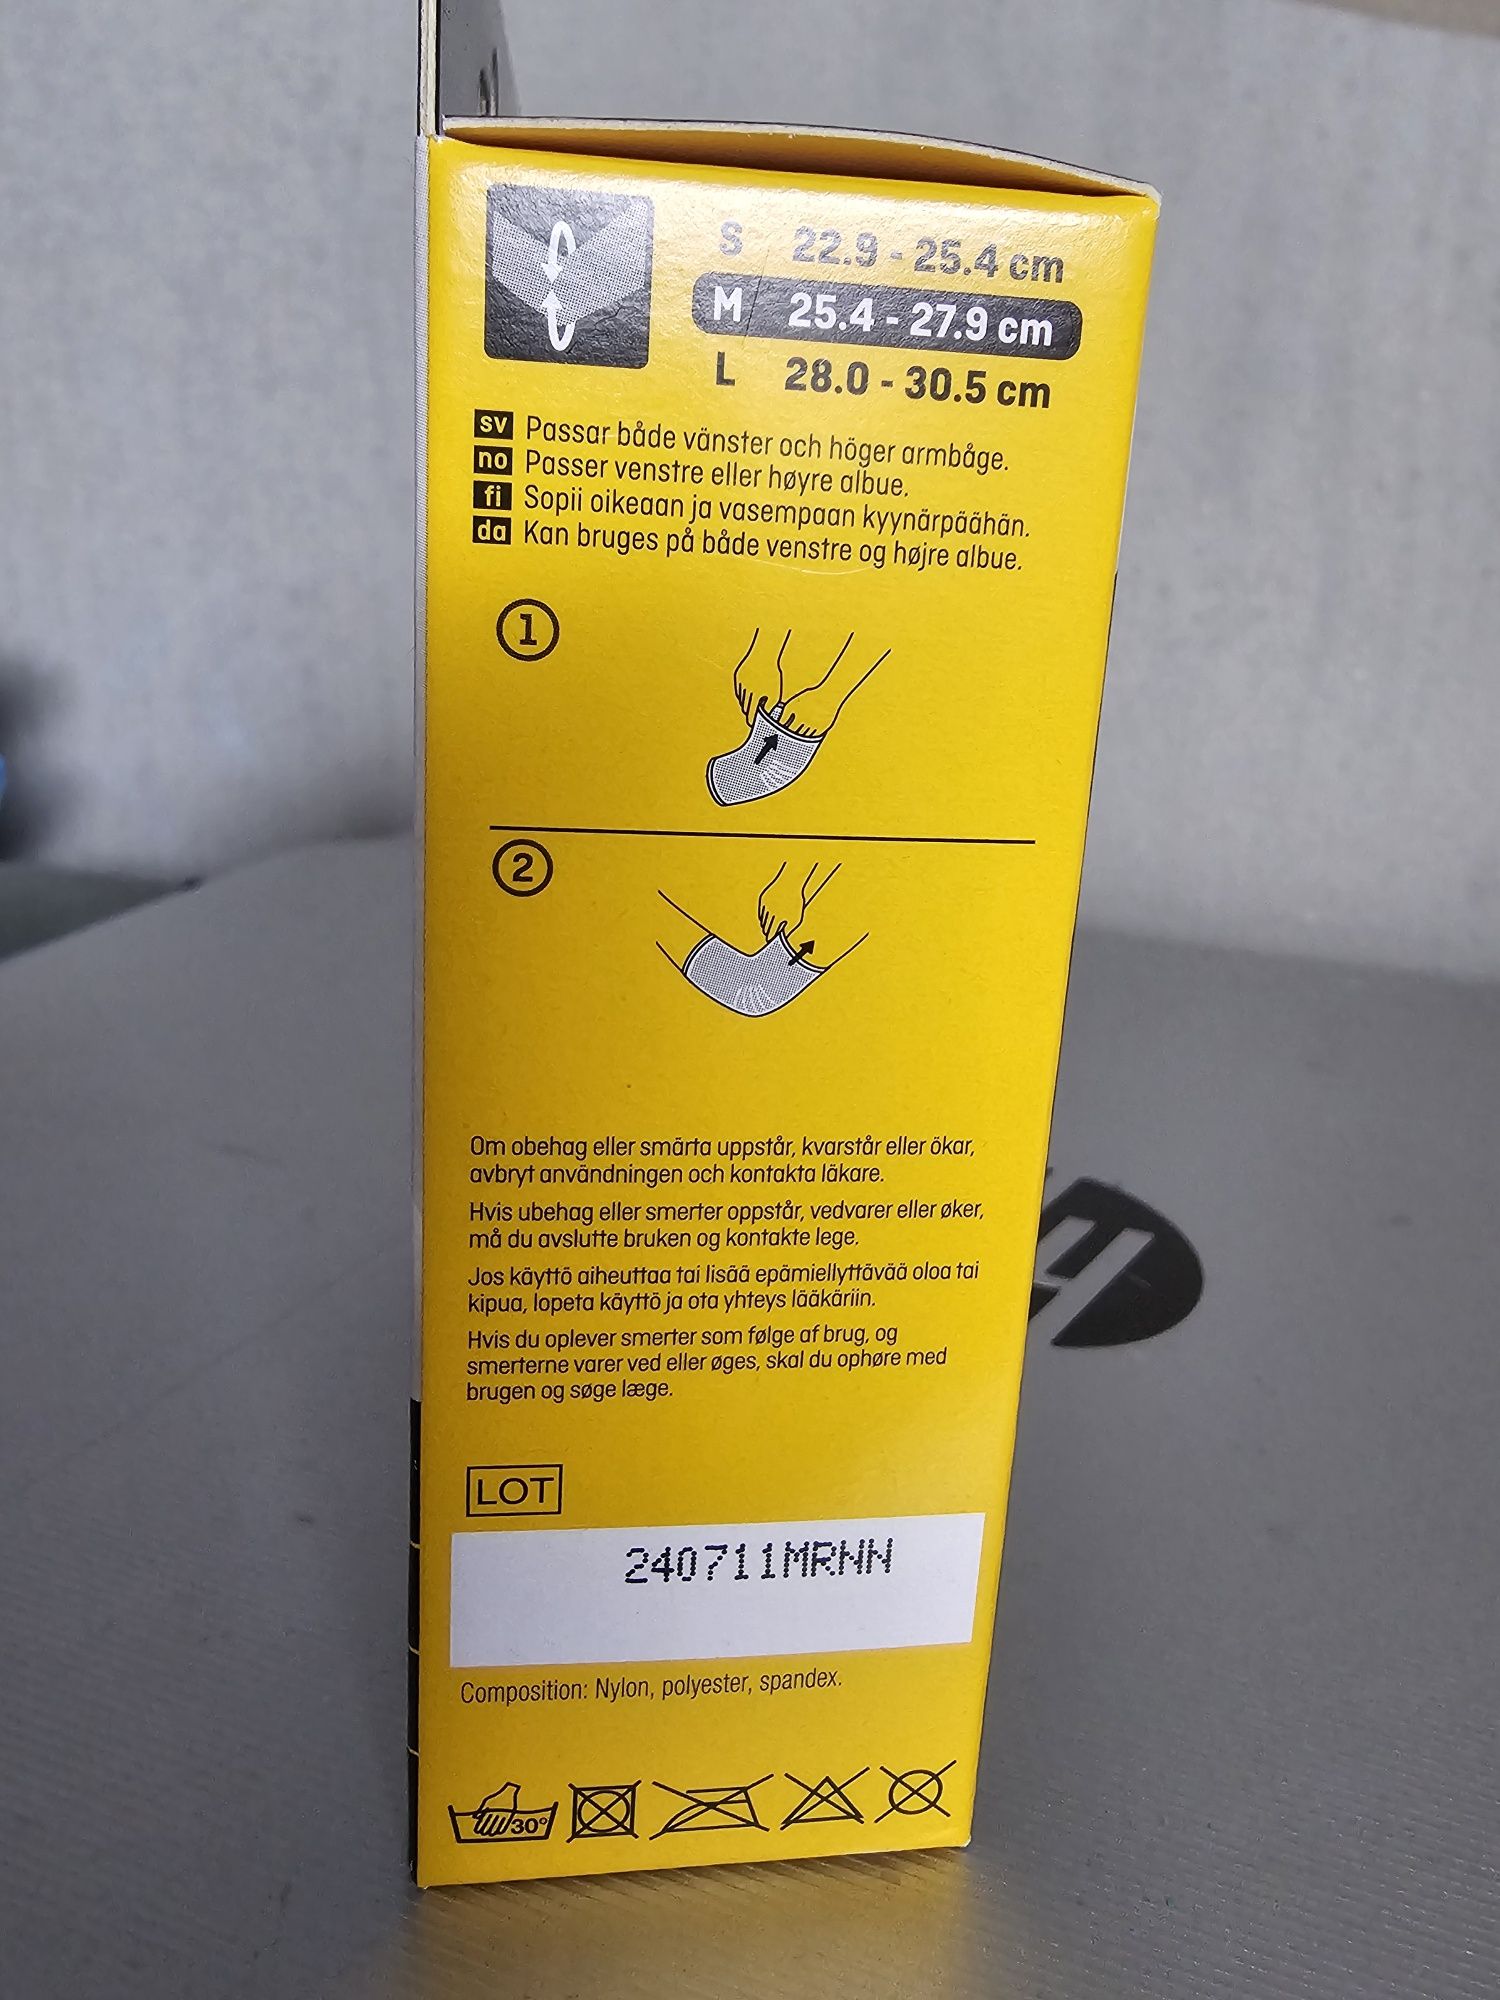 S 22.9 - 25.4 cm
M 25.4 - 27.9 cm
L 28.0 - 30.5 cm
sv Passar både vänster och höger armbåge.
no Passer venstre eller høyre albue.
fi Sopii oikeaan ja vasempaan kyynärpäähän.
da Kan bruges på både venstre og højre albue.
1
2
Om obehag eller smärta uppstår, kvarstår eller ökar,
avbryt användningen och kontakta läkare.
Hvis ubehag eller smerter oppstår, vedvarer eller øker,
må du avslutte bruken og kontakte lege.
Jos käyttö aiheuttaa tai lisää epämiellyttävää oloa tai
kipua, lopeta käyttö ja ota yhteys lääkäriin.
Hvis du oplever smerter som følge af brug, og
smerterne varer ved eller øges, skal du ophøre med
brugen og søge læge.
LOT
240711MRNN
Composition: Nylon, polyester, spandex.
30°
hp